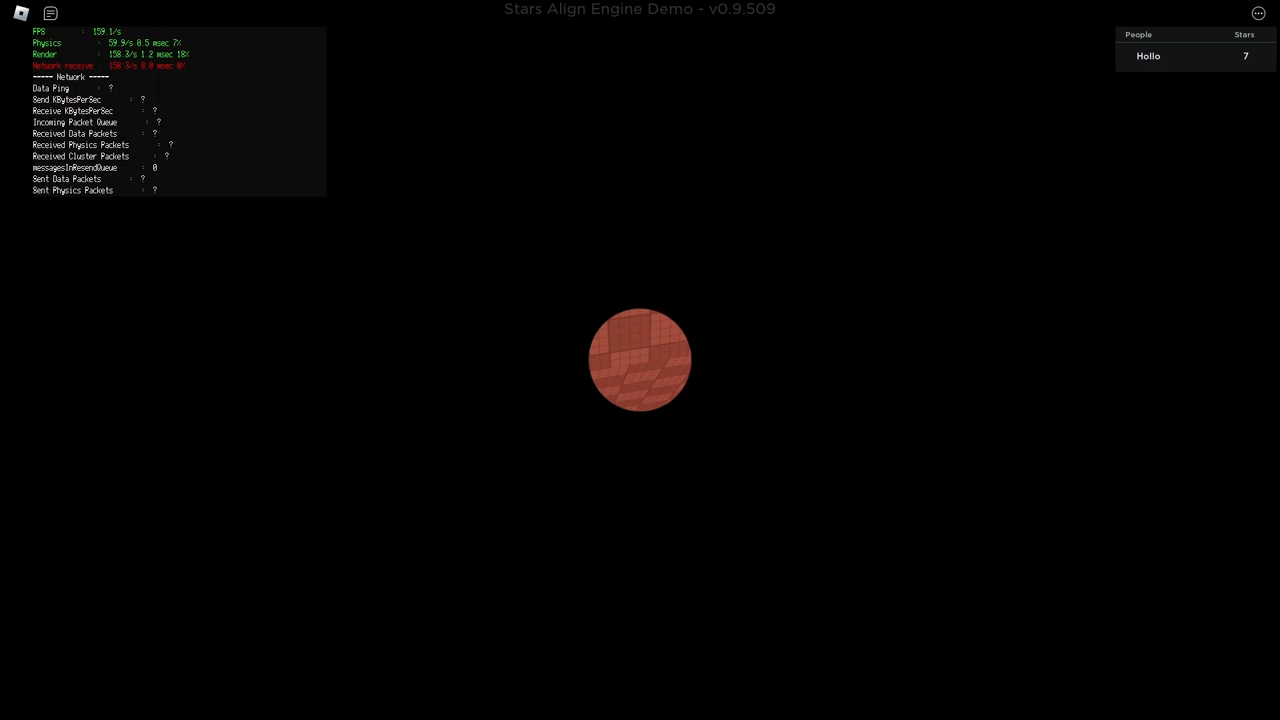 Stars Align Engine Demo - v0.9.509
FPS : 159.1/s
Physics : 59.9/s 0.5 msec 7%
Render : 158.3/s 1.2 msec 18%
Network receive : 158.3/s 0.0 msec 0%
----- Network -----
Data Ping : ?
Send KBytesPerSec : ?
Receive KBytesPerSec : ?
Incoming Packet Queue : ?
Received Data Packets : ?
Received Physics Packets : ?
Received Cluster Packets : ?
messagesInResendQueue : 0
Sent Data Packets : ?
Sent Physics Packets : ?
People Stars
Hollo 7